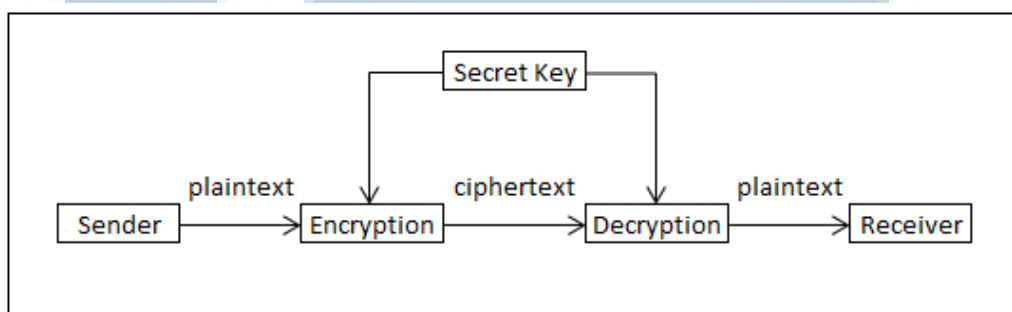 Secret Key
plaintext ciphertext plaintext
Sender Encryption Decryption Receiver